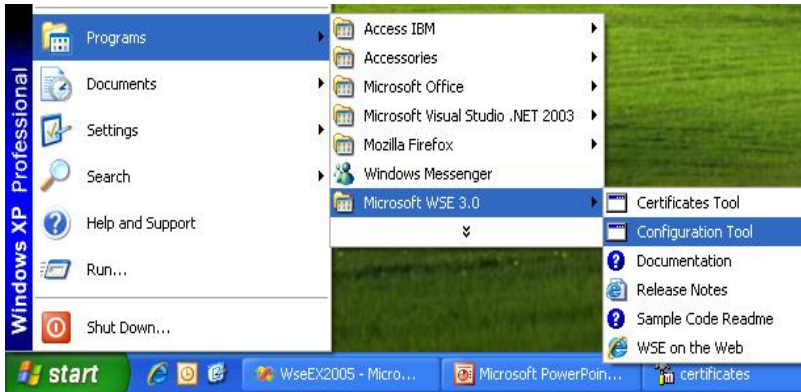 Windows XP Professional
Programs
Documents
Settings
Search
Help and Support
Run...
Shut Down...
Access IBM
Accessories
Microsoft Office
Microsoft Visual Studio .NET 2003
Mozilla Firefox
Windows Messenger
Microsoft WSE 3.0
Certificates Tool
Configuration Tool
Documentation
Release Notes
Sample Code Readme
WSE on the Web
start
WseEX2005 - Micro...
Microsoft PowerPoin...
certificates